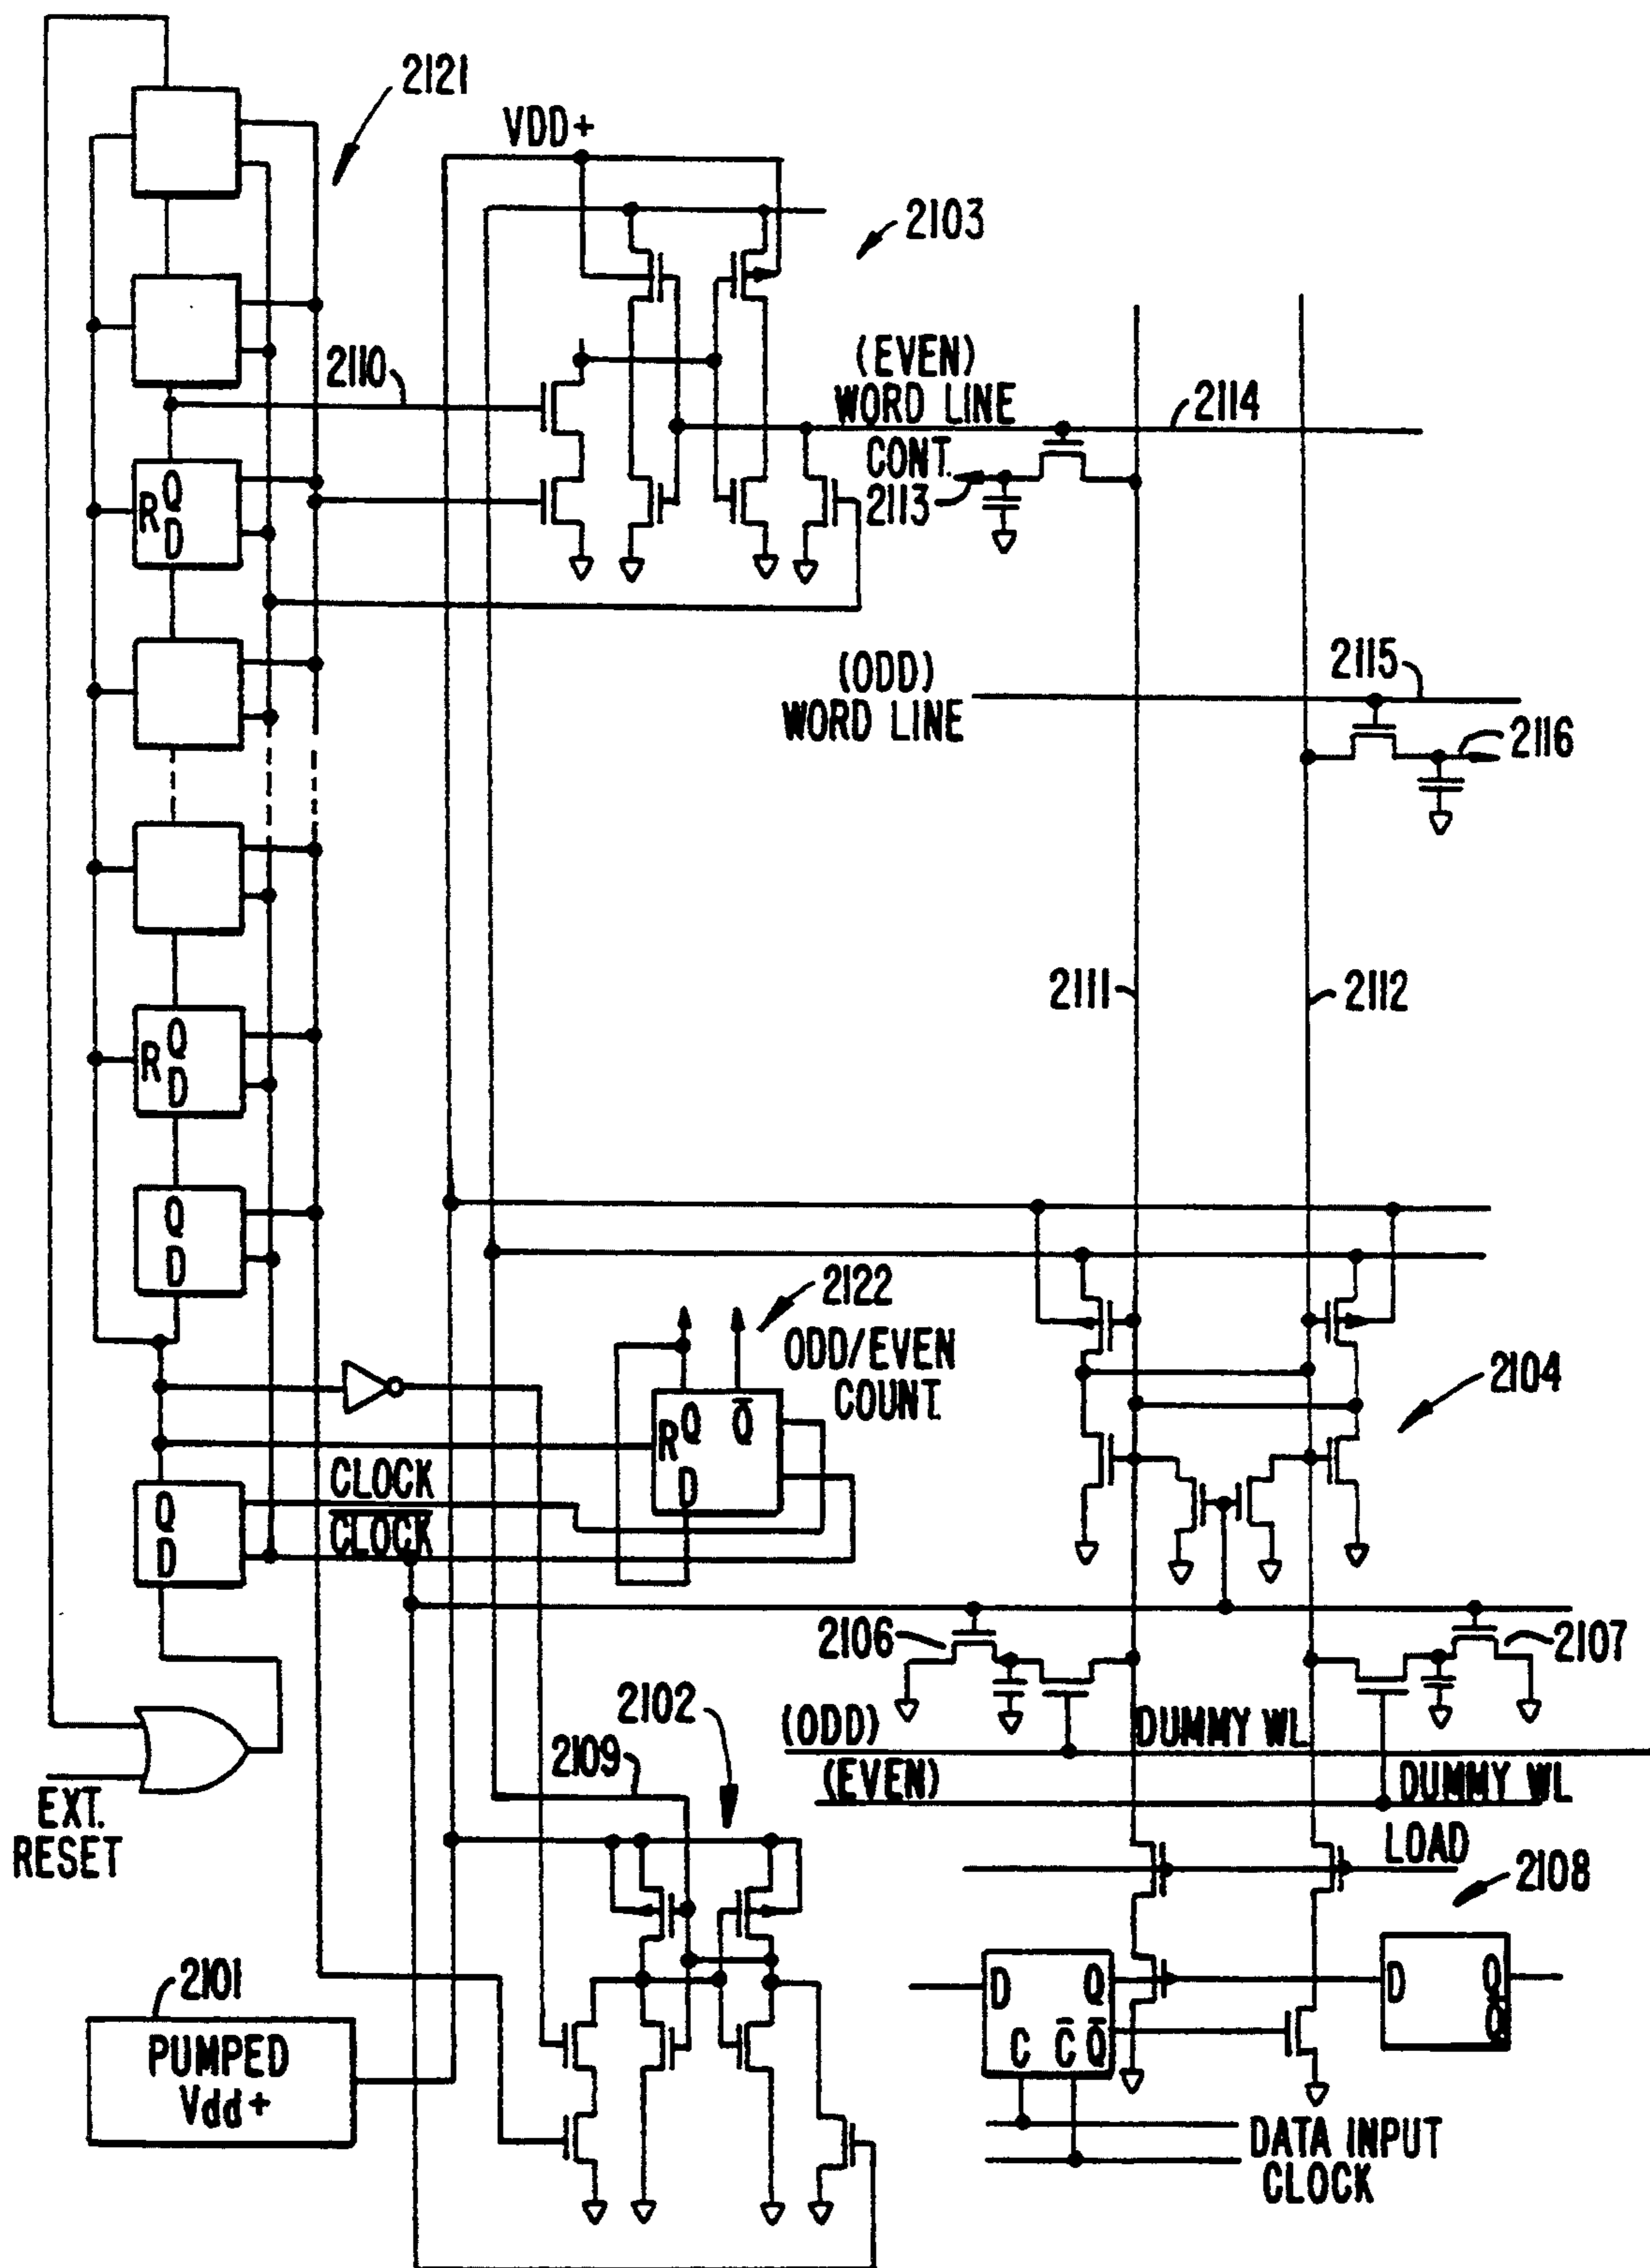 2121
VDD+
2103
2110
(EVEN)
WORD LINE
CONT.
2114
2113
R Q
D
(ODD)
WORD LINE
2115
2116
2111
2112
R Q
D
Q
D
2122
ODD/EVEN
COUNT.
2104
R Q Q̅
D
CLOCK
C̅L̅O̅C̅K̅
Q
D
2106
2107
2102
(ODD)
DUMMY WL
2109
(EVEN)
DUMMY WL
EXT.
RESET
LOAD
2108
2101
PUMPED
Vdd+
D Q
C C̅ Q̅
D Q
Q̅
DATA INPUT
CLOCK